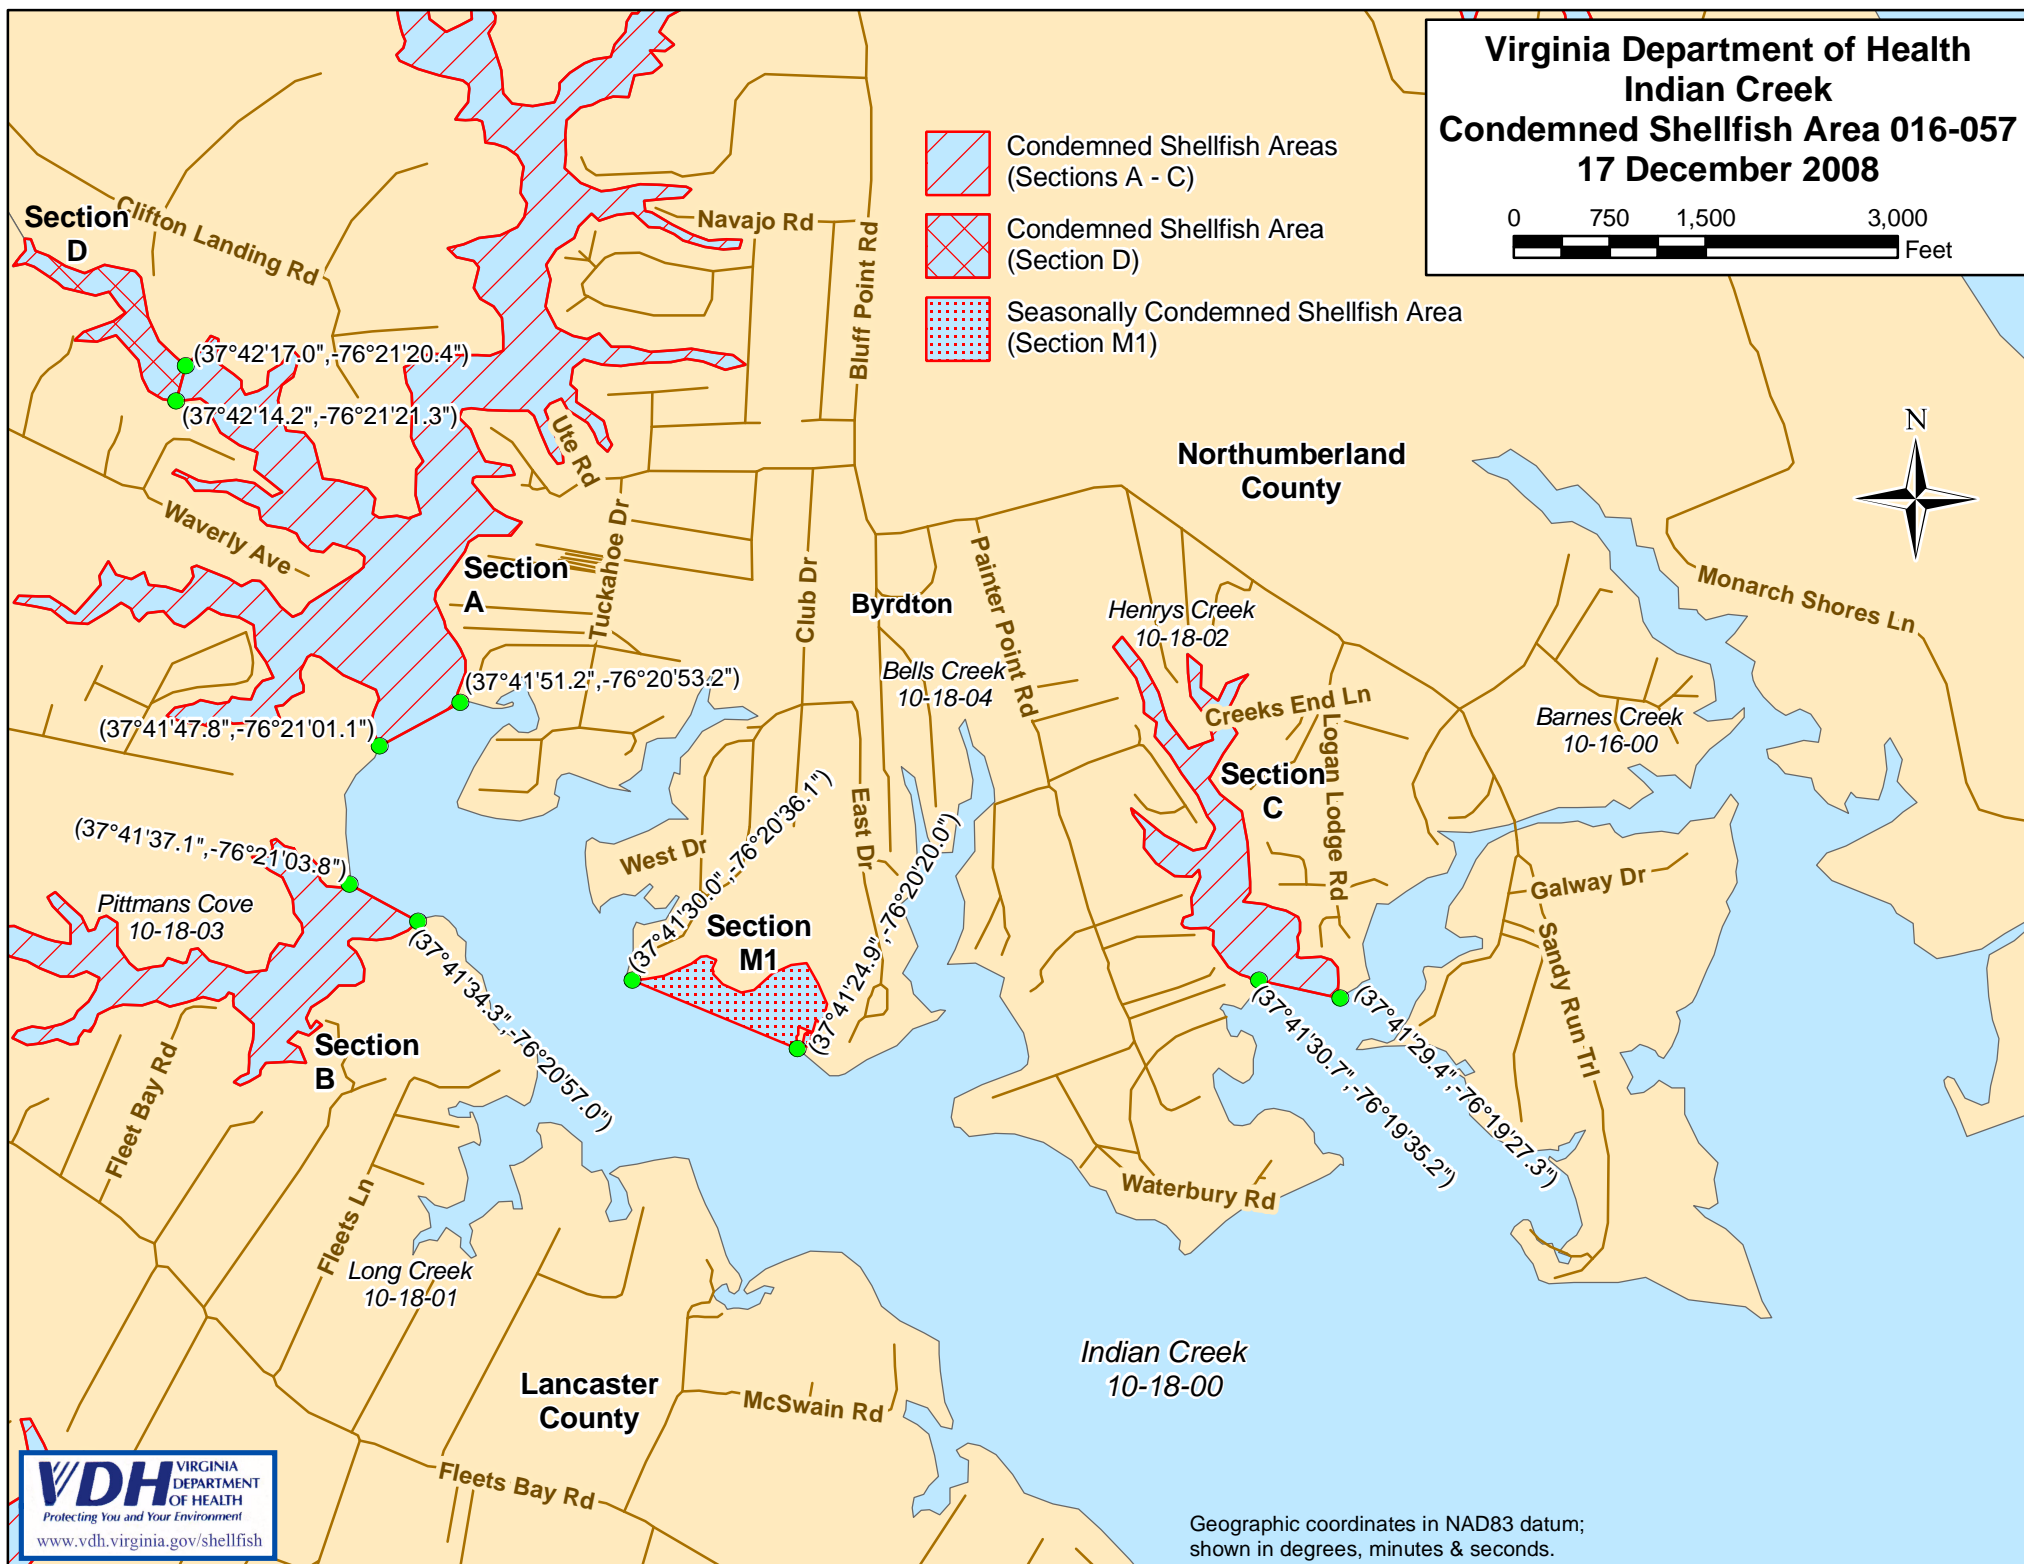 Virginia Department of Health
Indian Creek
Condemned Shellfish Area 016-057
17 December 2008
0 750 1,500 3,000
Feet
Condemned Shellfish Areas
(Sections A - C)
Condemned Shellfish Area
(Section D)
Seasonally Condemned Shellfish Area
(Section M1)
N
Section
D
Clifton Landing Rd
Navajo Rd
Bluff Point Rd
(37°42'17.0",-76°21'20.4")
(37°42'14.2",-76°21'21.3")
Ute Rd
Northumberland
County
Waverly Ave
Section
A
Tuckahoe Dr
Club Dr
Byrdton
Painter Point Rd
Henrys Creek
10-18-02
Monarch Shores Ln
Bells Creek
10-18-04
(37°41'51.2",-76°20'53.2")
(37°41'47.8",-76°21'01.1")
Creeks End Ln
Logan Lodge Rd
Barnes Creek
10-16-00
Section
C
(37°41'37.1",-76°21'03.8")
West Dr
(37°41'30.0",-76°20'36.1")
East Dr
(37°41'24.9",-76°20'20.0")
Galway Dr
Pittmans Cove
10-18-03
Section
M1
Sandy Run Trl
(37°41'34.3",-76°20'57.0")
(37°41'30.7",-76°19'35.2")
(37°41'29.4",-76°19'27.3")
Section
B
Fleet Bay Rd
Fleets Ln
Waterbury Rd
Long Creek
10-18-01
Indian Creek
10-18-00
Lancaster
County
McSwain Rd
Fleets Bay Rd
VDH
VIRGINIA
DEPARTMENT
OF HEALTH
Protecting You and Your Environment
www.vdh.virginia.gov/shellfish
Geographic coordinates in NAD83 datum;
shown in degrees, minutes & seconds.